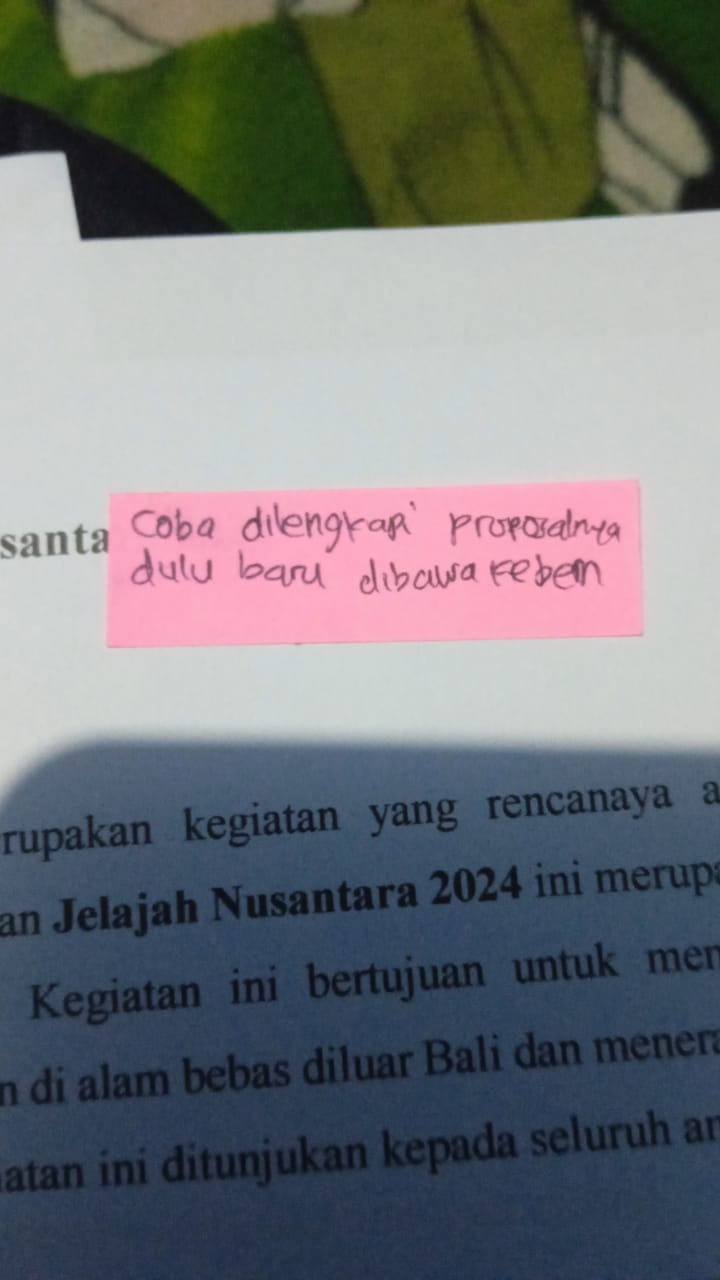 santa
Coba dilengkapi proposalnya
dulu baru dibawa kebem
rupakan kegiatan yang rencanaya a
an Jelajah Nusantara 2024 ini merupa
Kegiatan ini bertujuan untuk men
n di alam bebas diluar Bali dan menera
atan ini ditunjukan kepada seluruh an